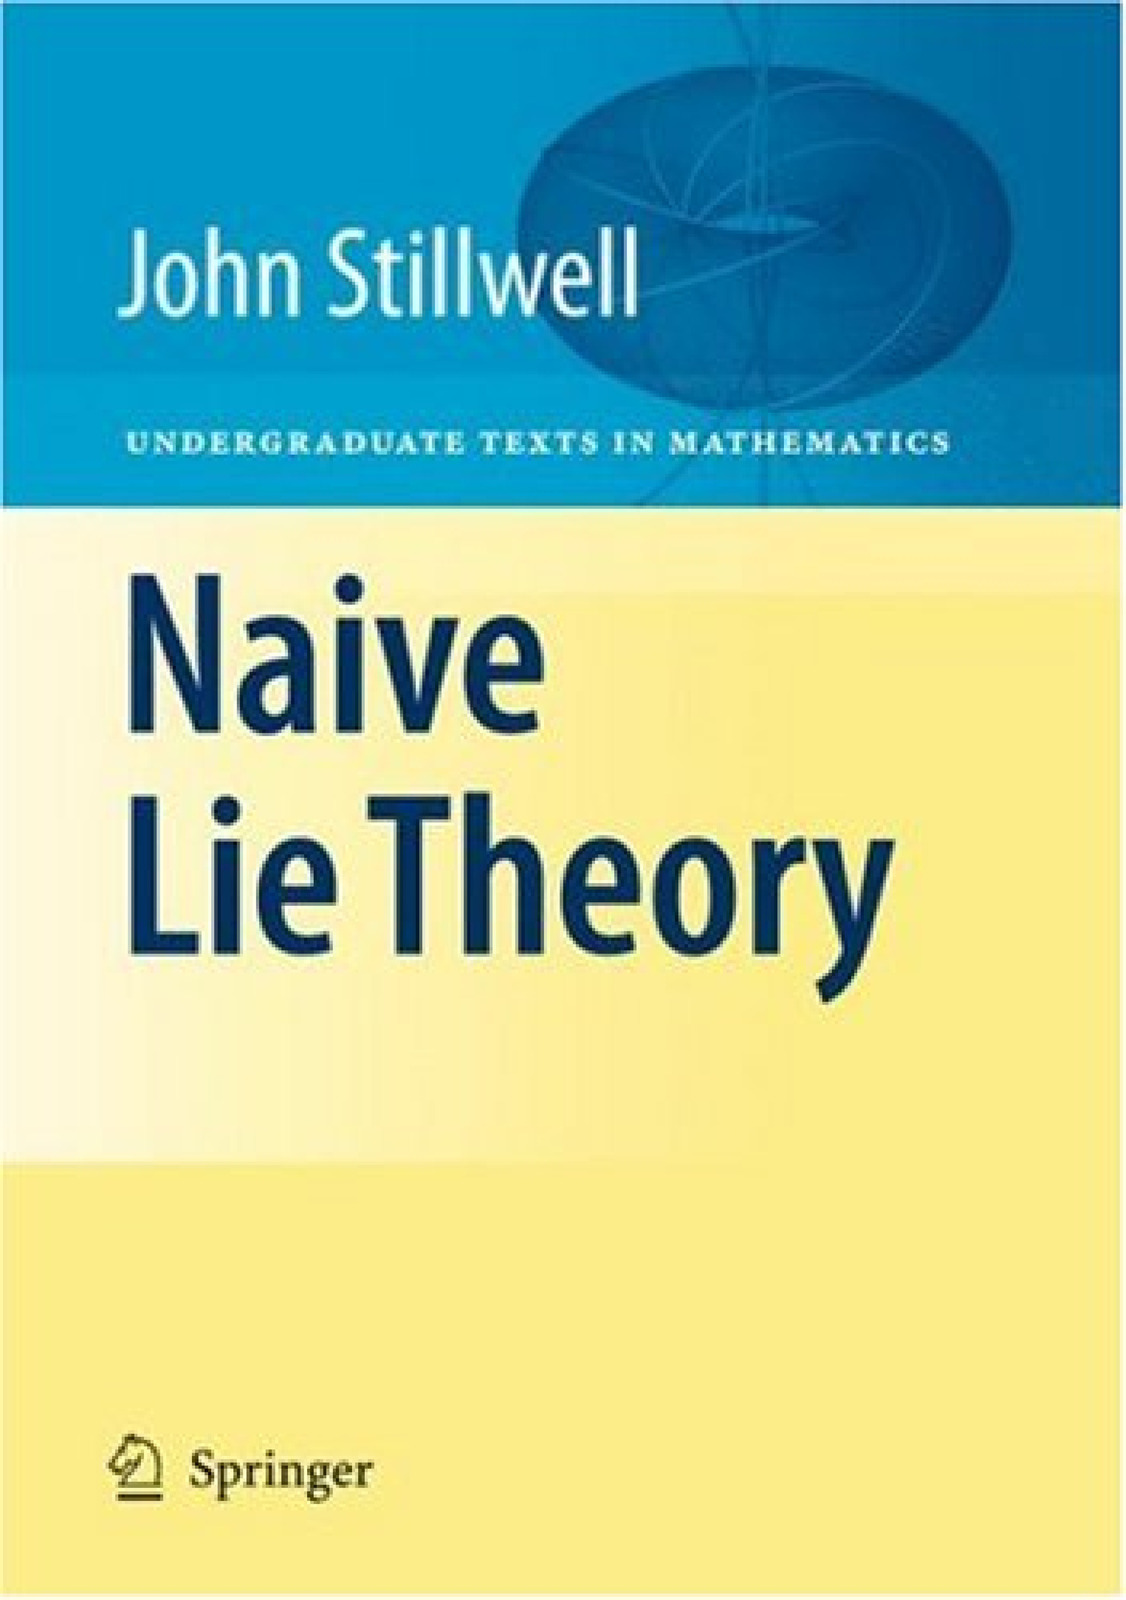 John Stillwell
UNDERGRADUATE TEXTS IN MATHEMATICS
Naive
Lie Theory
Springer